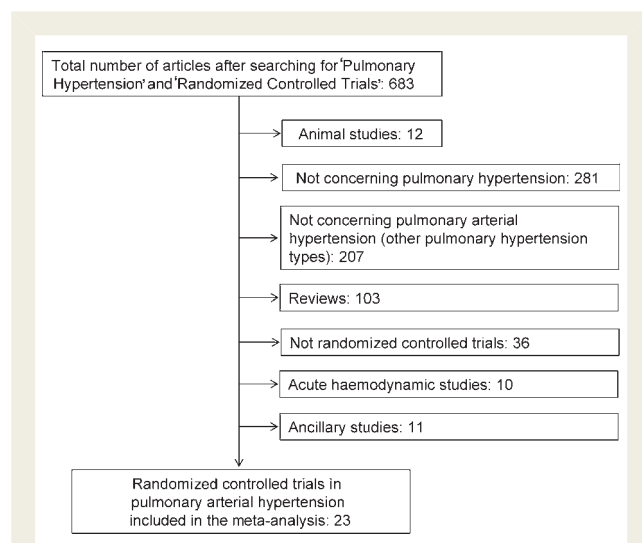 Total number of articles after searching for 'Pulmonary
Hypertension' and 'Randomized Controlled Trials': 683
Animal studies: 12
Not concerning pulmonary hypertension: 281
Not concerning pulmonary arterial
hypertension (other pulmonary hypertension
types): 207
Reviews: 103
Not randomized controlled trials: 36
Acute haemodynamic studies: 10
Ancillary studies: 11
Randomized controlled trials in
pulmonary arterial hypertension
included in the meta-analysis: 23